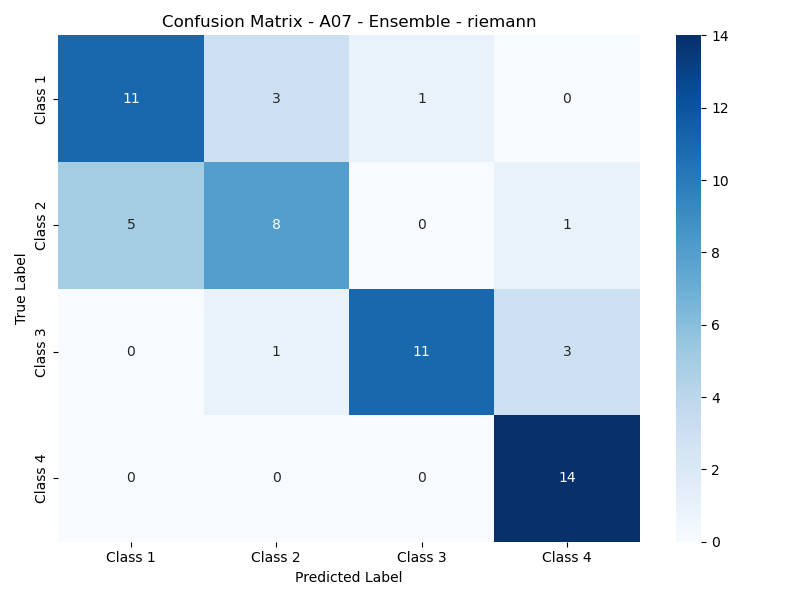 Confusion Matrix - A07 - Ensemble - riemann
True Label
Class 1
11 3 1 0
Class 2
5 8 0 1
Class 3
0 1 11 3
Class 4
0 0 0 14
Class 1 Class 2 Class 3 Class 4
Predicted Label
14
12
10
8
6
4
2
0